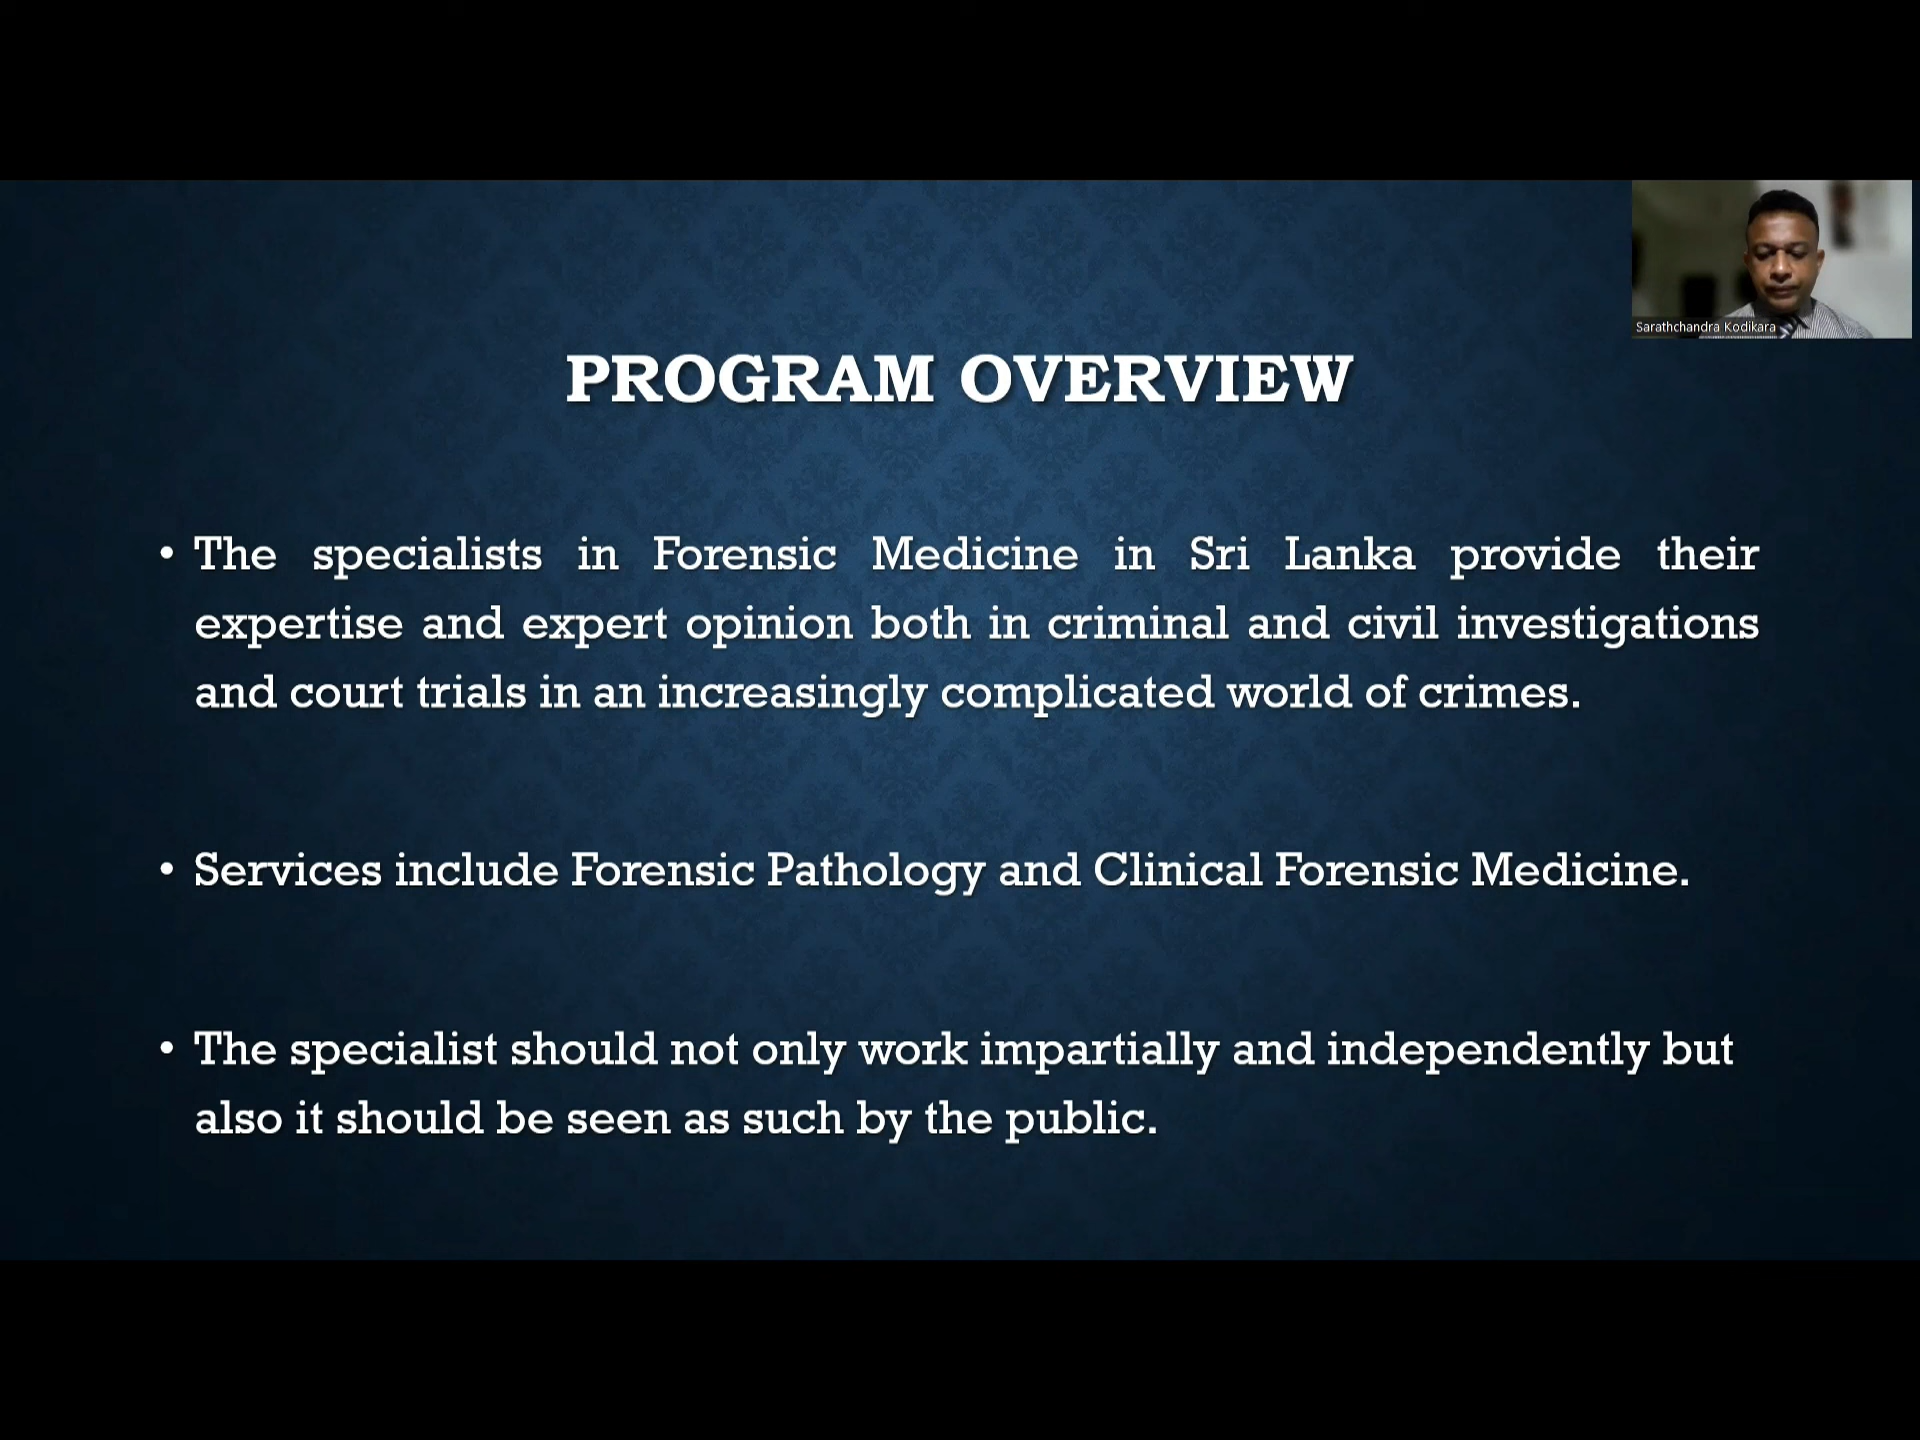 Sarathchandra Kodikara
PROGRAM OVERVIEW
• The specialists in Forensic Medicine in Sri Lanka provide their
expertise and expert opinion both in criminal and civil investigations
and court trials in an increasingly complicated world of crimes.
• Services include Forensic Pathology and Clinical Forensic Medicine.
• The specialist should not only work impartially and independently but
also it should be seen as such by the public.